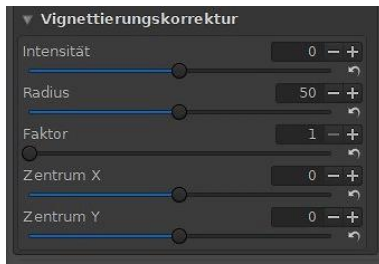 Vignettierungskorrektur
Intensität 0
Radius 50
Faktor 1
Zentrum X 0
Zentrum Y 0